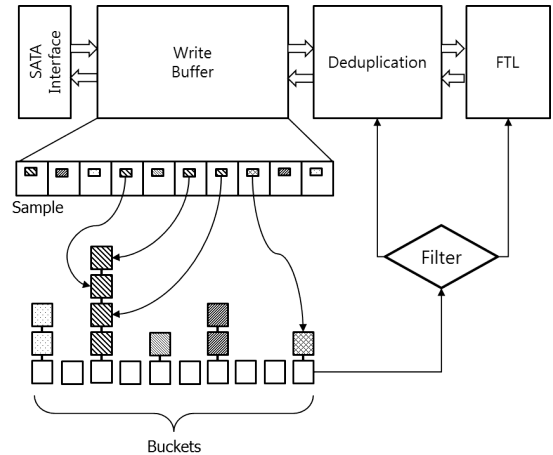 SATA
Interface
Write
Buffer
Deduplication
FTL
Sample
Filter
Buckets